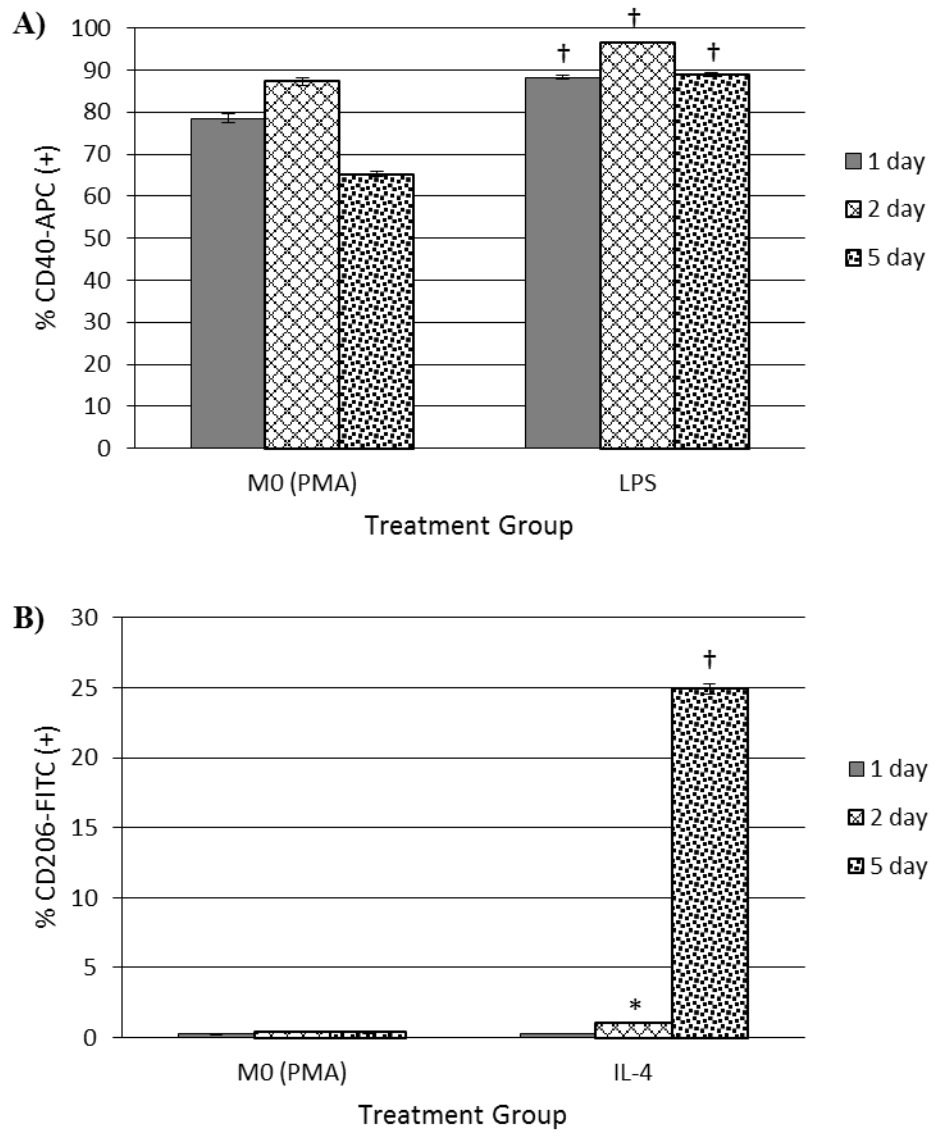 A)
% CD40-APC (+)
100
90
80
70
60
50
40
30
20
10
0
† † †
M0 (PMA) LPS
Treatment Group
1 day
2 day
5 day
B)
% CD206-FITC (+)
30
25
20
15
10
5
0
* †
M0 (PMA) IL-4
Treatment Group
1 day
2 day
5 day